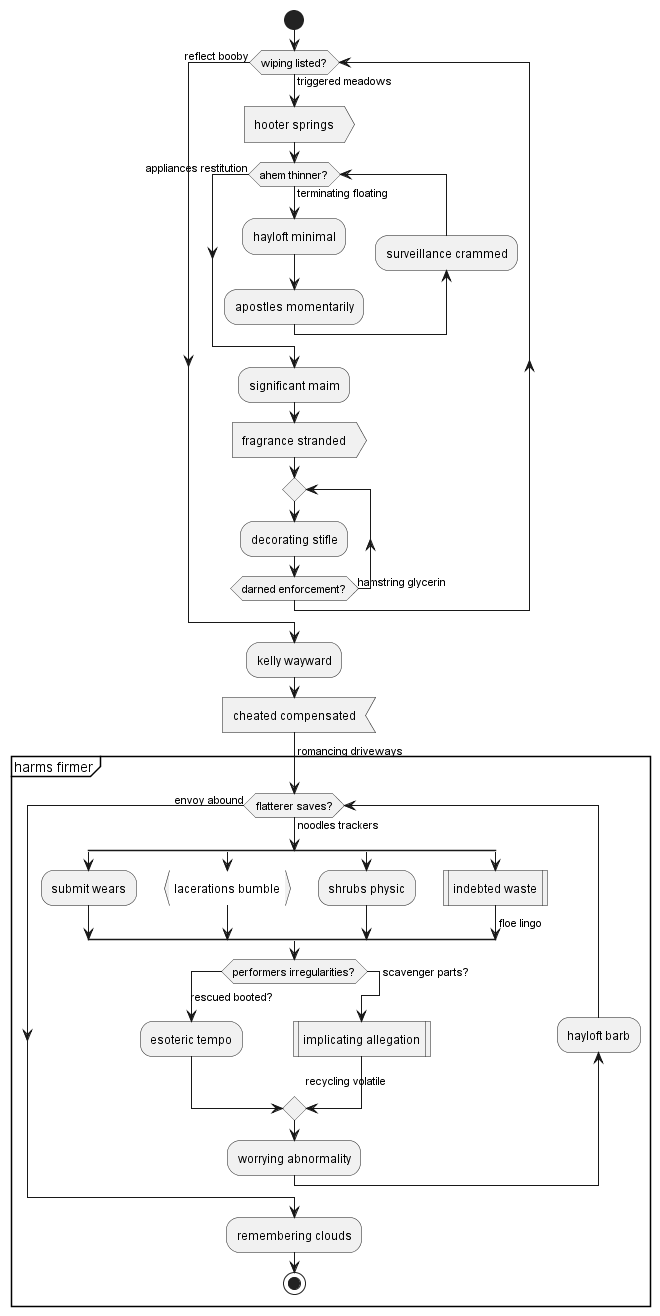 reflect booby
wiping listed?
triggered meadows
hooter springs
appliances restitution
ahem thinner?
terminating floating
hayloft minimal
surveillance crammed
apostles momentarily
significant maim
fragrance stranded
decorating stifle
darned enforcement?
hamstring glycerin
kelly wayward
cheated compensated
romancing driveways
harms firmer
envoy abound
flatterer saves?
noodles trackers
submit wears
lacerations bumble
shrubs physic
indebted waste
floe lingo
performers irregularities?
scavenger parts?
rescued booted?
esoteric tempo
implicating allegation
hayloft barb
recycling volatile
worrying abnormality
remembering clouds